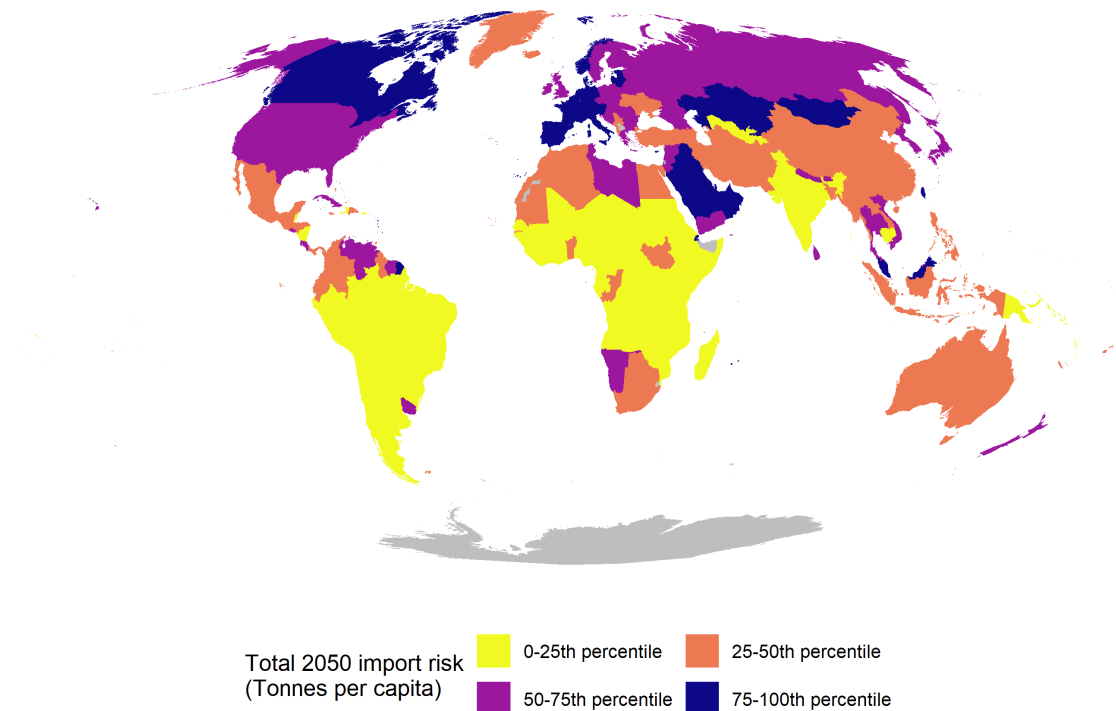 Total 2050 import risk
(Tonnes per capita)
0-25th percentile
25-50th percentile
50-75th percentile
75-100th percentile